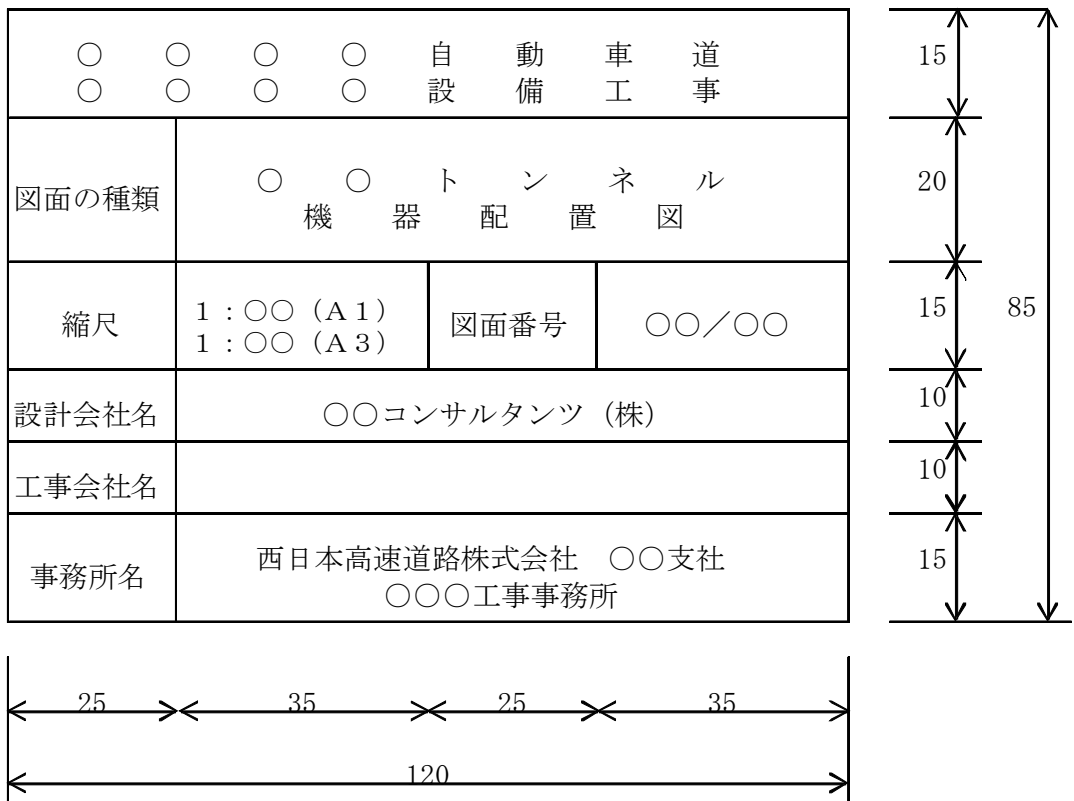 ○○○○自動車道
○○○○設備工事
15
図面の種類
○○トンネル
機器配置図
20
縮尺
1:○○(A1)
1:○○(A3)
図面番号
○○/○○
15
85
設計会社名
○○コンサルタンツ(株)
10
工事会社名
10
事務所名
西日本高速道路株式会社 ○○支社
○○○工事事務所
15
25
35
25
35
120